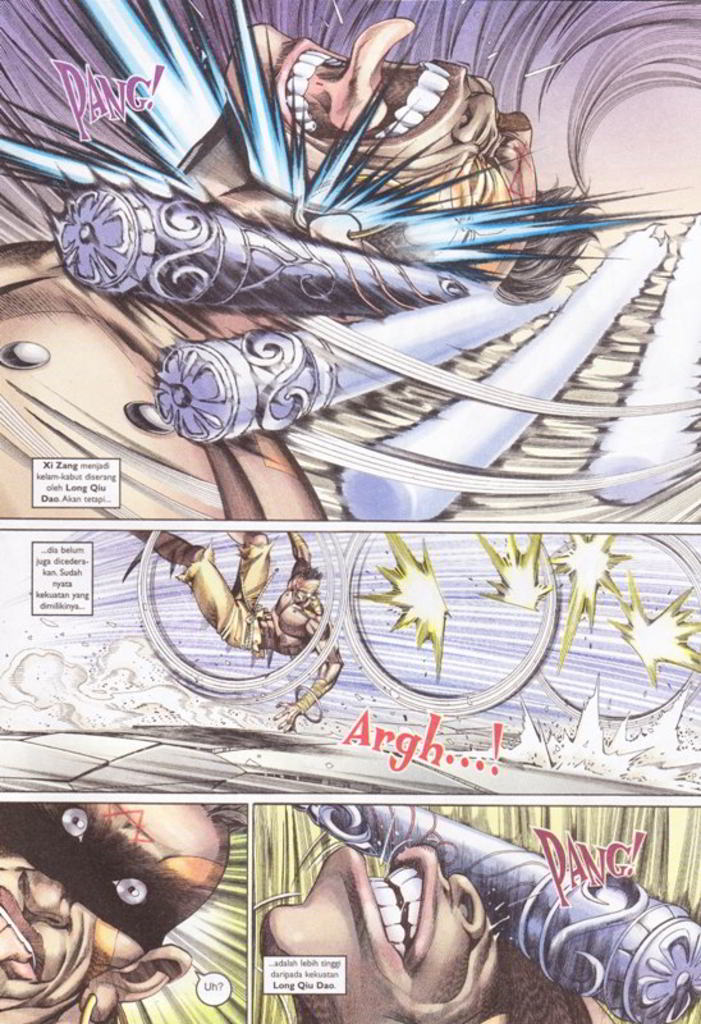 PANG!
Xi Zang menjadi
kelam-kabut diserang
oleh Long Qiu
Dao. Akan tetapi...
...dia belum
juga dicedera-
kan. Sudah
nyata
kekuatan yang
dimilikinya...
Argh....!
Uh?
PANG!
...adalah lebih tinggi
daripada kekuatan
Long Qiu Dao.